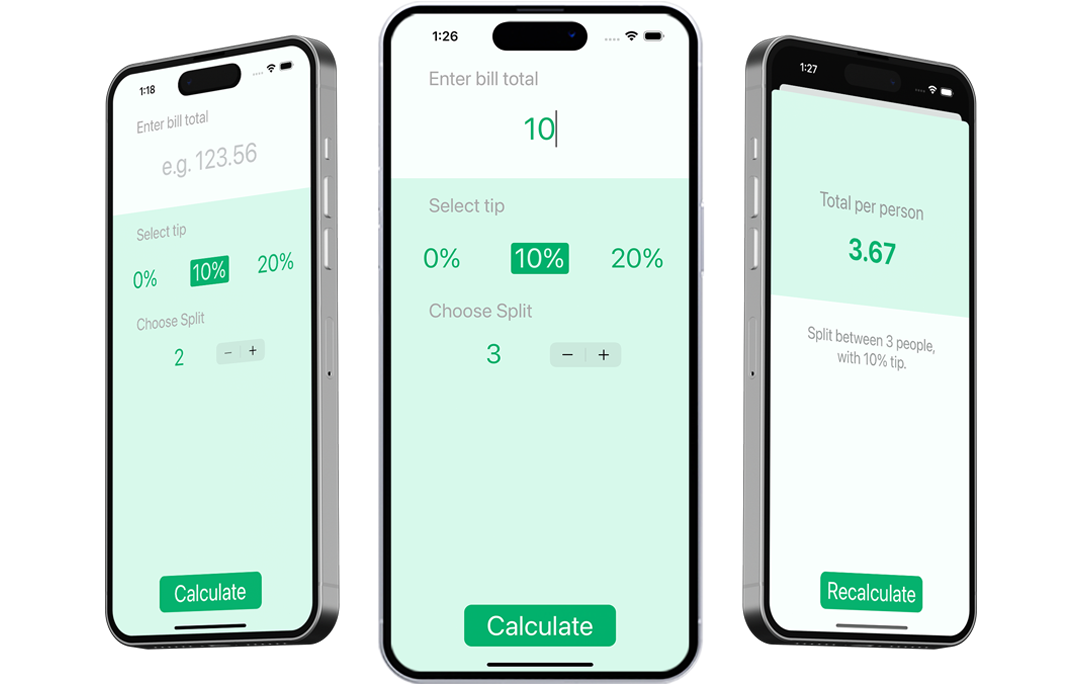 1:18
Enter bill total
e.g. 123.56
Select tip
0% 10% 20%
Choose Split
2 − +
Calculate
1:26
Enter bill total
10
Select tip
0% 10% 20%
Choose Split
3 − +
Calculate
1:27
Total per person
3.67
Split between 3 people,
with 10% tip.
Recalculate